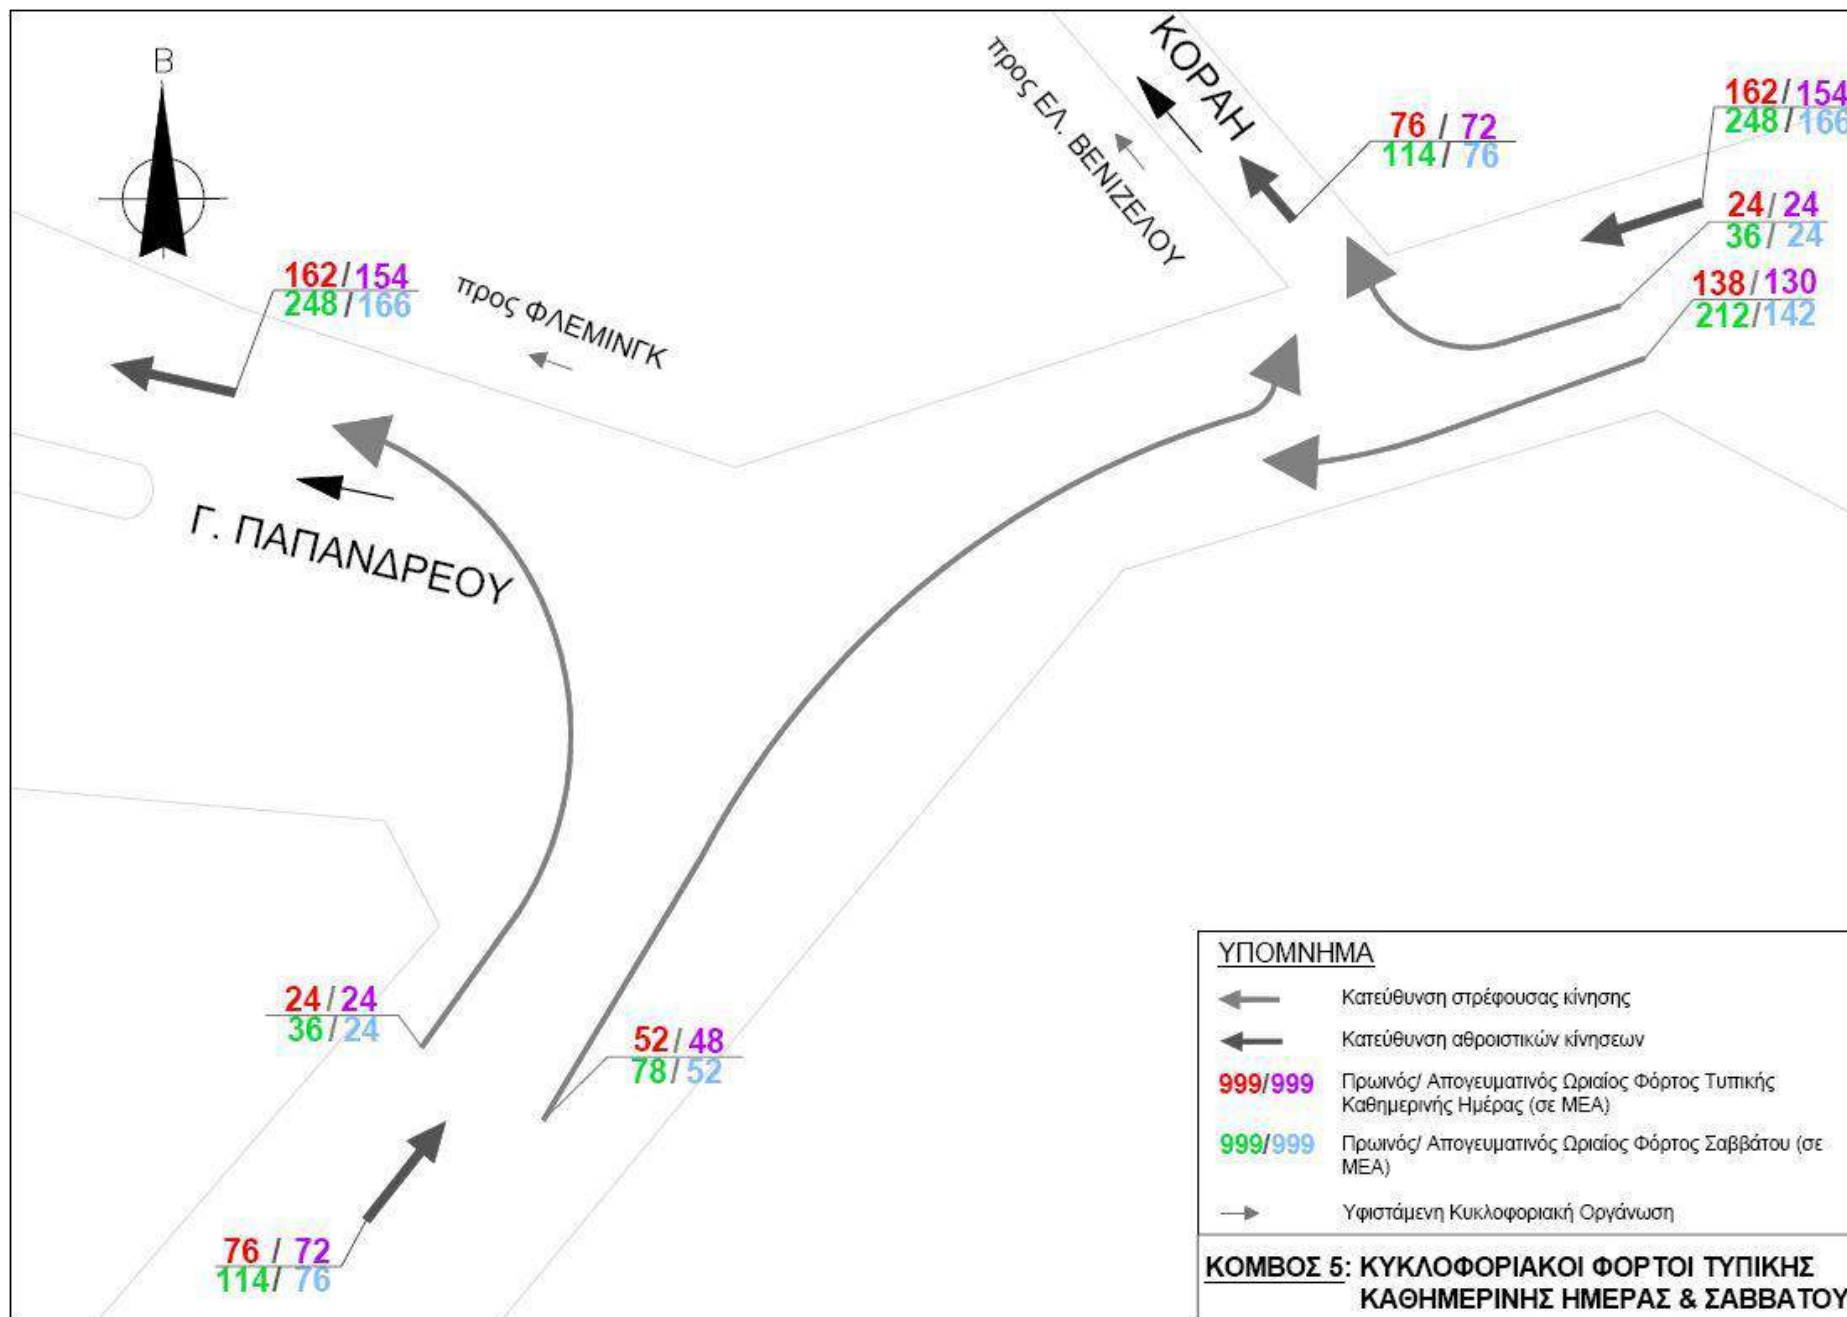 Β
προς ΕΛ. ΒΕΝΙΖΕΛΟΥ
ΚΟΡΑΗ
76 / 72
114 / 76
162/154
248/166
24/24
36/24
138/130
212/142
162/154
248/166
προς ΦΛΕΜΙΝΓΚ
Γ. ΠΑΠΑΝΔΡΕΟΥ
24/24
36/24
52/48
78/52
76 / 72
114/ 76
ΥΠΟΜΝΗΜΑ
Κατεύθυνση στρέφουσας κίνησης
Κατεύθυνση αθροιστικών κίνησεων
999/999 Πρωινός/ Απογευματινός Ωριαίος Φόρτος Τυπικής
Καθημερινής Ημέρας (σε ΜΕΑ)
999/999 Πρωινός/ Απογευματινός Ωριαίος Φόρτος Σαββάτου (σε
ΜΕΑ)
Υφιστάμενη Κυκλοφοριακή Οργάνωση
ΚΟΜΒΟΣ 5: ΚΥΚΛΟΦΟΡΙΑΚΟΙ ΦΟΡΤΟΙ ΤΥΠΙΚΗΣ
ΚΑΘΗΜΕΡΙΝΗΣ ΗΜΕΡΑΣ & ΣΑΒΒΑΤΟΥ